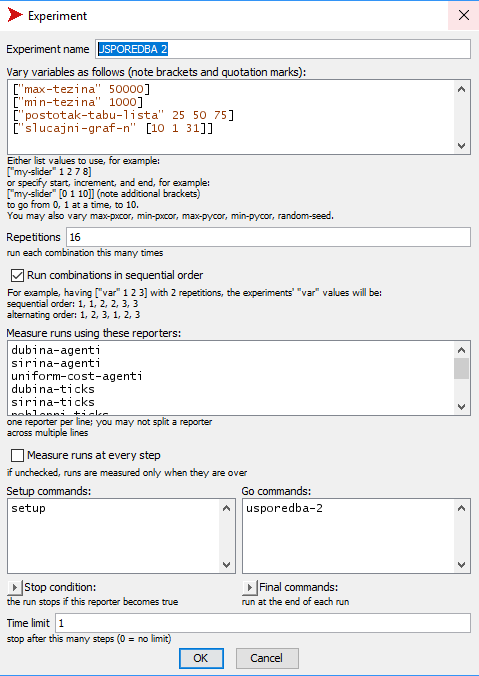 Experiment
Experiment name USPOREDBA 2
Vary variables as follows (note brackets and quotation marks):
["max-tezina" 50000]
["min-tezina" 1000]
["postotak-tabu-lista" 25 50 75]
["slucajni-graf-n" [10 1 31]]
Either list values to use, for example:
["my-slider" 1 2 7 8]
or specify start, increment, and end, for example:
["my-slider" [0 1 10]] (note additional brackets)
to go from 0, 1 at a time, to 10.
You may also vary max-pxcor, min-pxcor, max-pycor, min-pycor, random-seed.
Repetitions 16
run each combination this many times
Run combinations in sequential order
For example, having ["var" 1 2 3] with 2 repetitions, the experiments' "var" values will be:
sequential order: 1, 1, 2, 2, 3, 3
alternating order: 1, 2, 3, 1, 2, 3
Measure runs using these reporters:
dubina-agenti
sirina-agenti
uniform-cost-agenti
dubina-ticks
sirina-ticks
one reporter per line; you may not split a reporter
across multiple lines
Measure runs at every step
if unchecked, runs are measured only when they are over
Setup commands: Go commands:
setup usporedba-2
Stop condition: Final commands:
the run stops if this reporter becomes true run at the end of each run
Time limit 1
stop after this many steps (0 = no limit)
OK Cancel